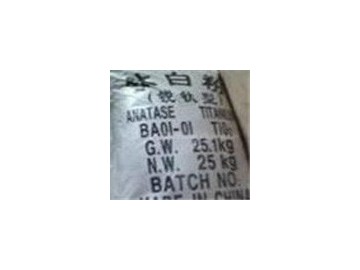 钛白粉
(锐钛型)
ANATASE
BA01-01 TiO₂
G.W. 25.1kg
N.W. 25 kg
BATCH NO:
MADE IN CHINA